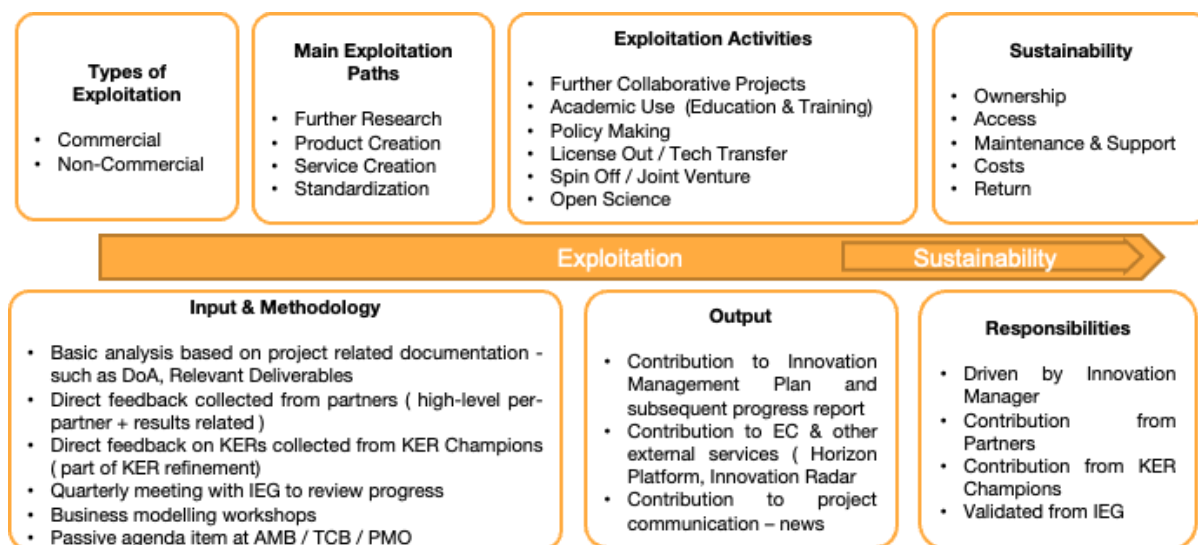 Types of
Exploitation
• Commercial
• Non-Commercial
Main Exploitation
Paths
• Further Research
• Product Creation
• Service Creation
• Standardization
Exploitation Activities
• Further Collaborative Projects
• Academic Use (Education & Training)
• Policy Making
• License Out / Tech Transfer
• Spin Off / Joint Venture
• Open Science
Sustainability
• Ownership
• Access
• Maintenance & Support
• Costs
• Return
Exploitation
Sustainability
Input & Methodology
• Basic analysis based on project related documentation -
such as DoA, Relevant Deliverables
• Direct feedback collected from partners ( high-level per-
partner + results related )
• Direct feedback on KERs collected from KER Champions
( part of KER refinement)
• Quarterly meeting with IEG to review progress
• Business modelling workshops
• Passive agenda item at AMB / TCB / PMO
Output
• Contribution to Innovation
Management Plan and
subsequent progress report
• Contribution to EC & other
external services ( Horizon
Platform, Innovation Radar
• Contribution to project
communication – news
Responsibilities
• Driven by Innovation
Manager
• Contribution from
Partners
• Contribution from KER
Champions
• Validated from IEG